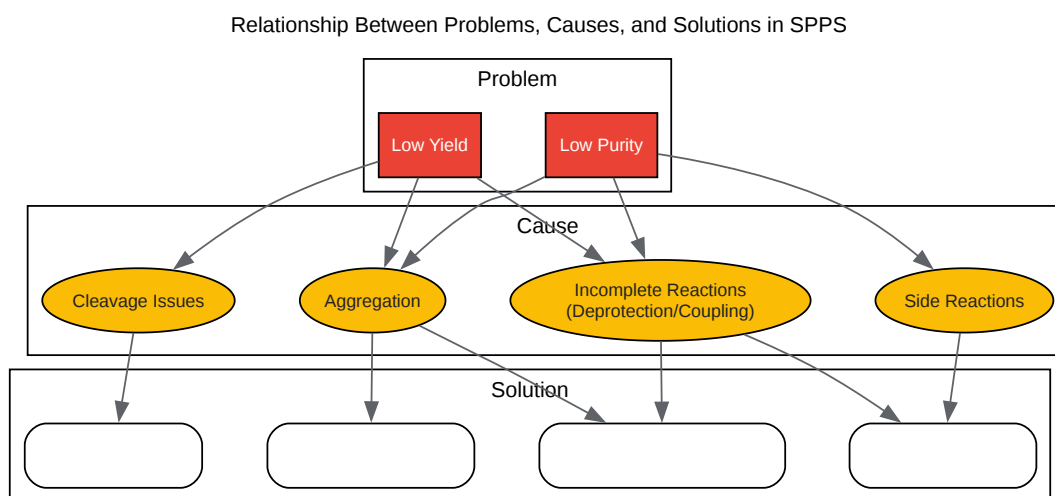 Relationship Between Problems, Causes, and Solutions in SPPS
Problem
Low Yield
Low Purity
Cause
Cleavage Issues
Aggregation
Incomplete Reactions
(Deprotection/Coupling)
Side Reactions
Solution